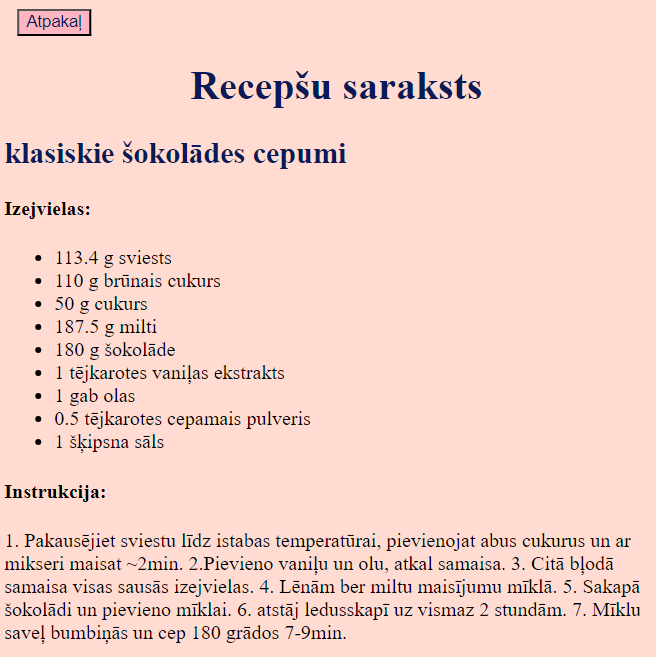 Atpakaļ
Recepšu saraksts
klasiskie šokolādes cepumi
Izejvielas:
• 113.4 g sviests
• 110 g brūnais cukurs
• 50 g cukurs
• 187.5 g milti
• 180 g šokolāde
• 1 tējkarotes vaniļas ekstrakts
• 1 gab olas
• 0.5 tējkarotes cepamais pulveris
• 1 šķipsna sāls
Instrukcija:
1. Pakausējiet sviestu līdz istabas temperatūrai, pievienojat abus cukurus un ar
mikseri maisat ~2min. 2.Pievieno vaniļu un olu, atkal samaisa. 3. Citā bļodā
samaisa visas sausās izejvielas. 4. Lēnām ber miltu maisījumu mīklā. 5. Sakapā
šokolādi un pievieno mīklai. 6. atstāj ledusskapī uz vismaz 2 stundām. 7. Mīklu
saveļ bumbiņās un cep 180 grādos 7-9min.